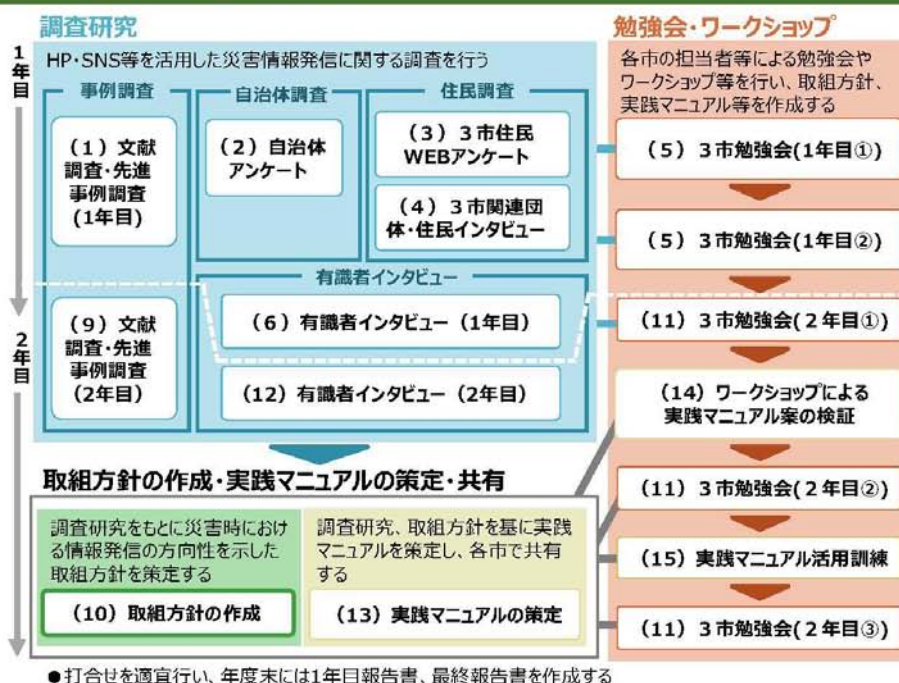 調査研究
1年目
HP・SNS等を活用した災害情報発信に関する調査を行う
事例調査
(1)文献
調査・先進
事例調査
(1年目)
自治体調査
(2)自治体
アンケート
住民調査
(3)3市住民
WEBアンケート
(4)3市関連団
体・住民インタビュー
有識者インタビュー
(6)有識者インタビュー(1年目)
2年目
(9)文献
調査・先進
事例調査
(2年目)
(12)有識者インタビュー(2年目)
取組方針の作成・実践マニュアルの策定・共有
調査研究をもとに災害時におけ
る情報発信の方向性を示した
取組方針を策定する
(10)取組方針の作成
調査研究、取組方針を基に実践
マニュアルを策定し、各市で共有
する
(13)実践マニュアルの策定
勉強会・ワークショップ
各市の担当者等による勉強会や
ワークショップ等を行い、取組方針、
実践マニュアル等を作成する
(5)3市勉強会(1年目①)
(5)3市勉強会(1年目②)
(11)3市勉強会(2年目①)
(14)ワークショップによる
実践マニュアル案の検証
(11)3市勉強会(2年目②)
(15)実践マニュアル活用訓練
(11)3市勉強会(2年目③)
●打合せを適宜行い、年度末には1年目報告書、最終報告書を作成する